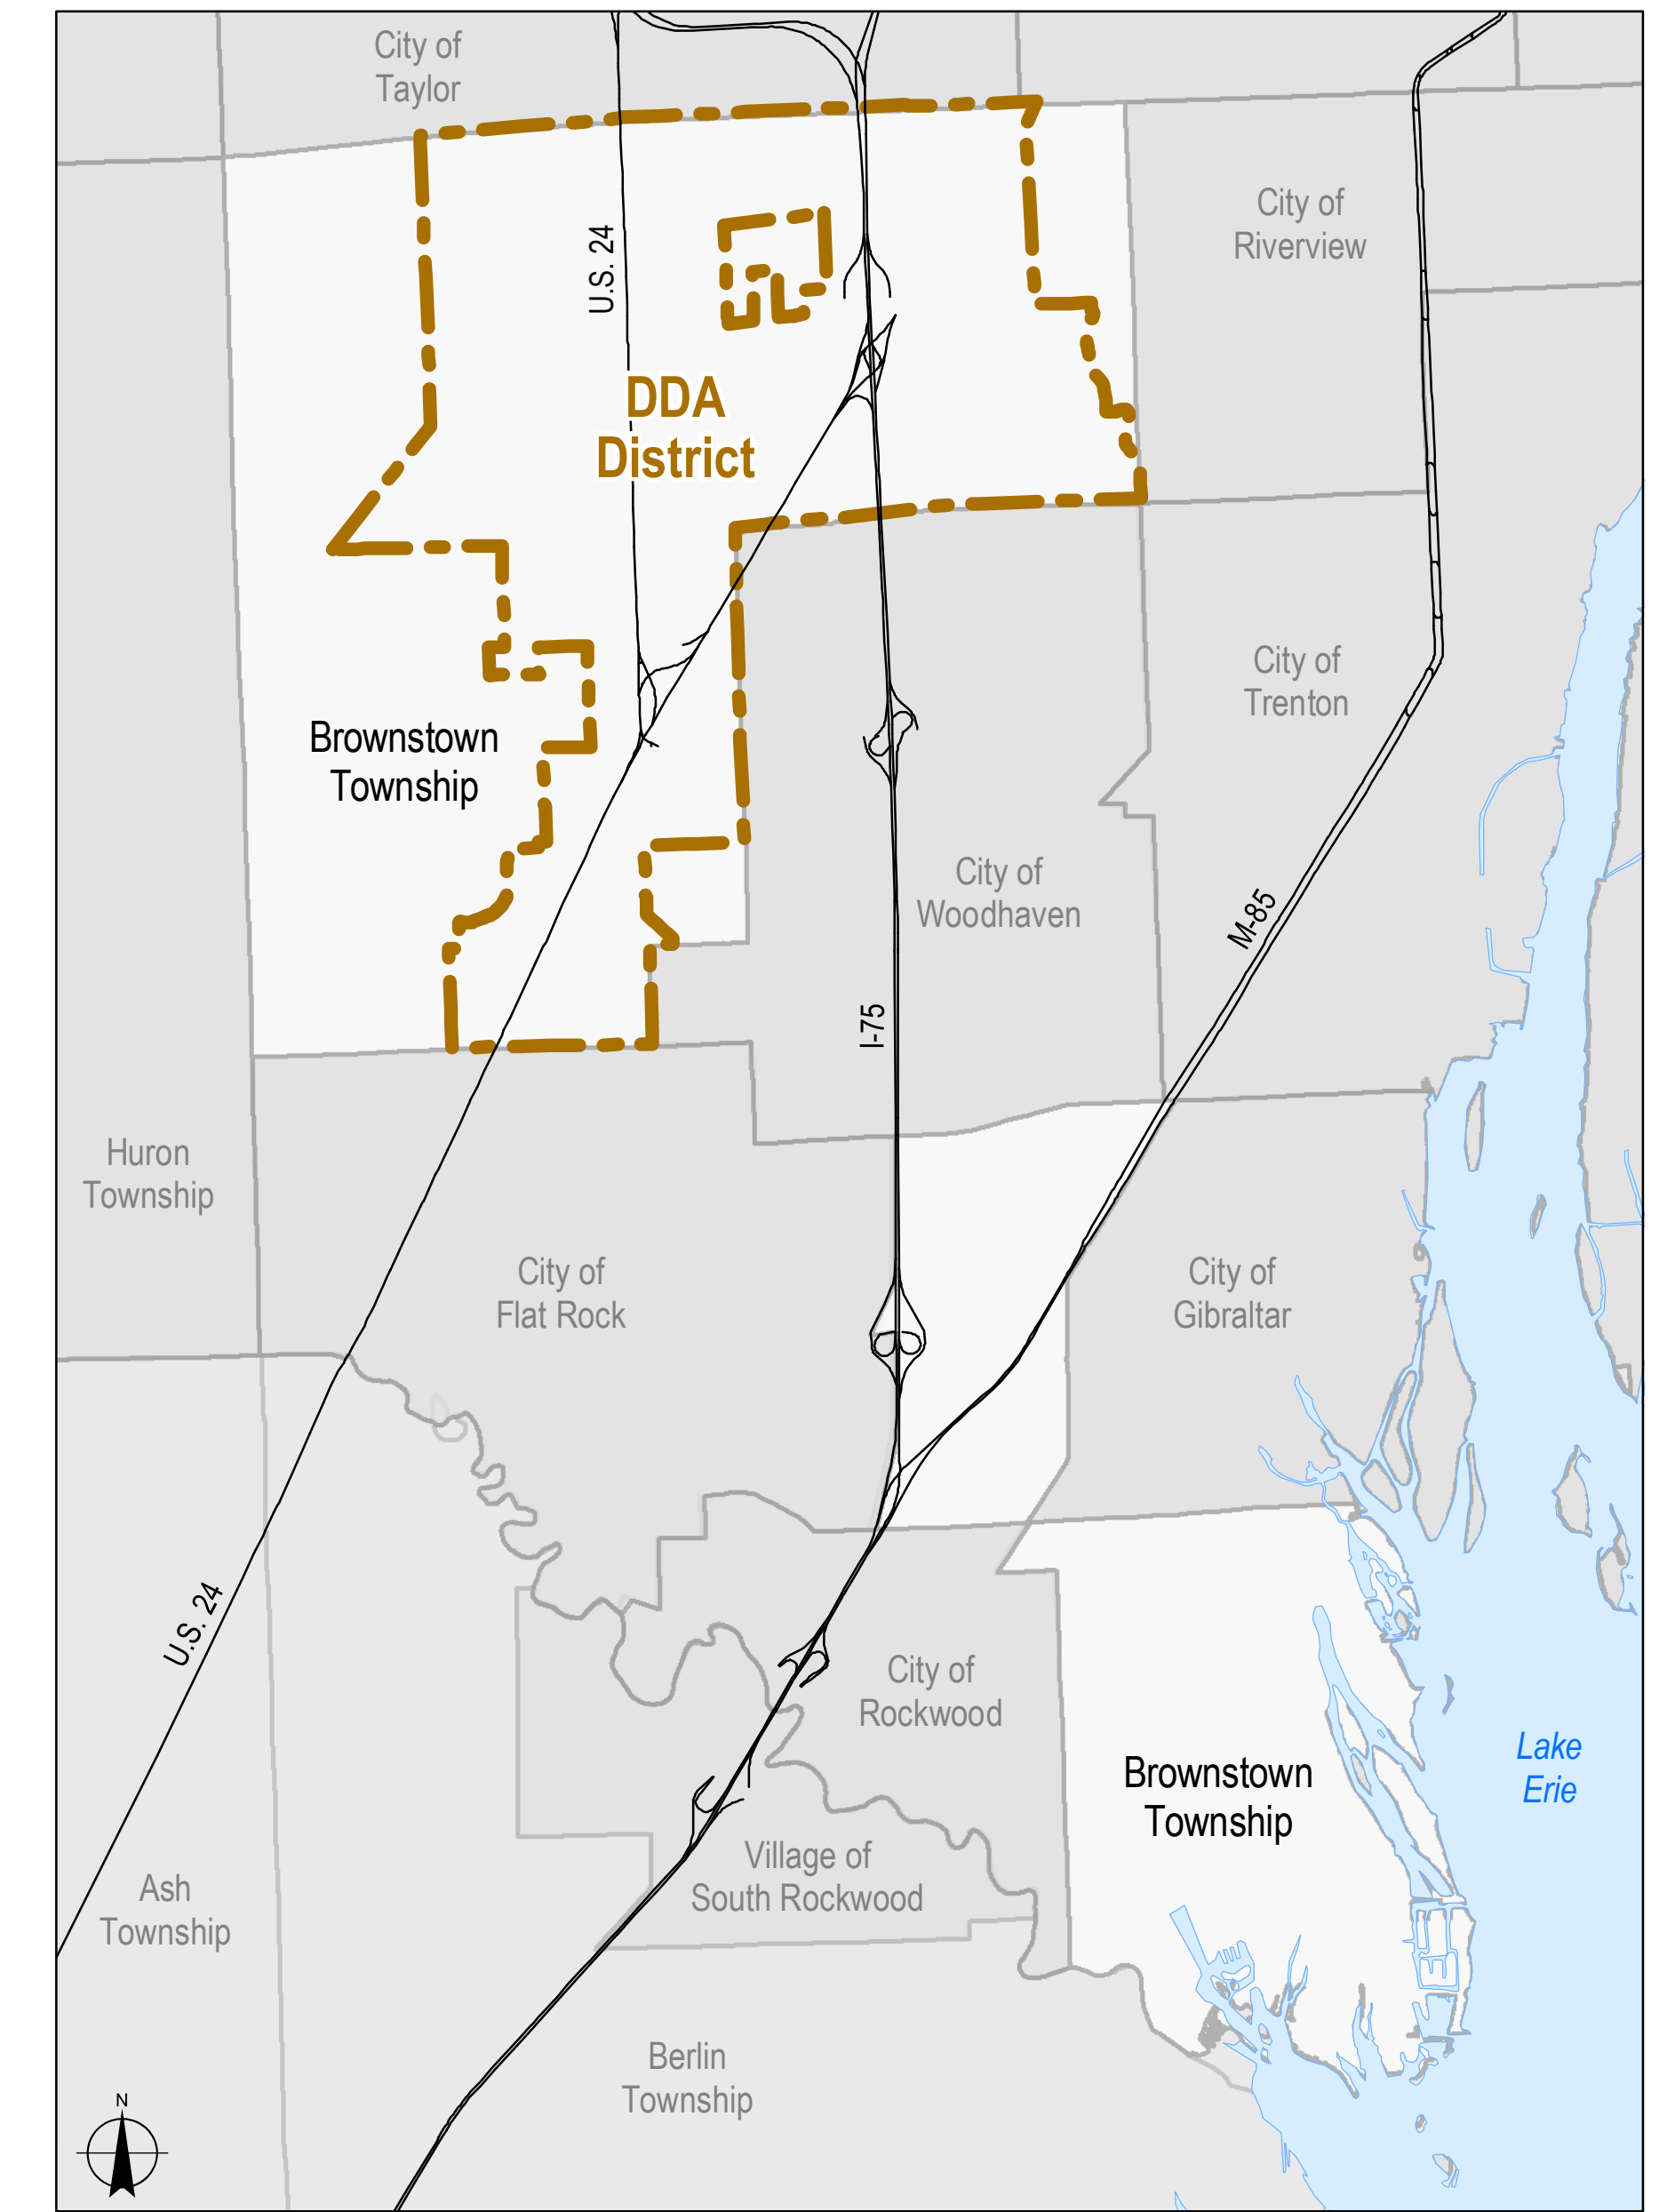 City of
Taylor
City of
Riverview
U.S. 24
DDA
District
City of
Trenton
Brownstown
Township
City of
Woodhaven
M-85
I-75
Huron
Township
City of
Flat Rock
City of
Gibraltar
U.S. 24
City of
Rockwood
Lake
Erie
Brownstown
Township
Village of
South Rockwood
Ash
Township
Berlin
Township
N